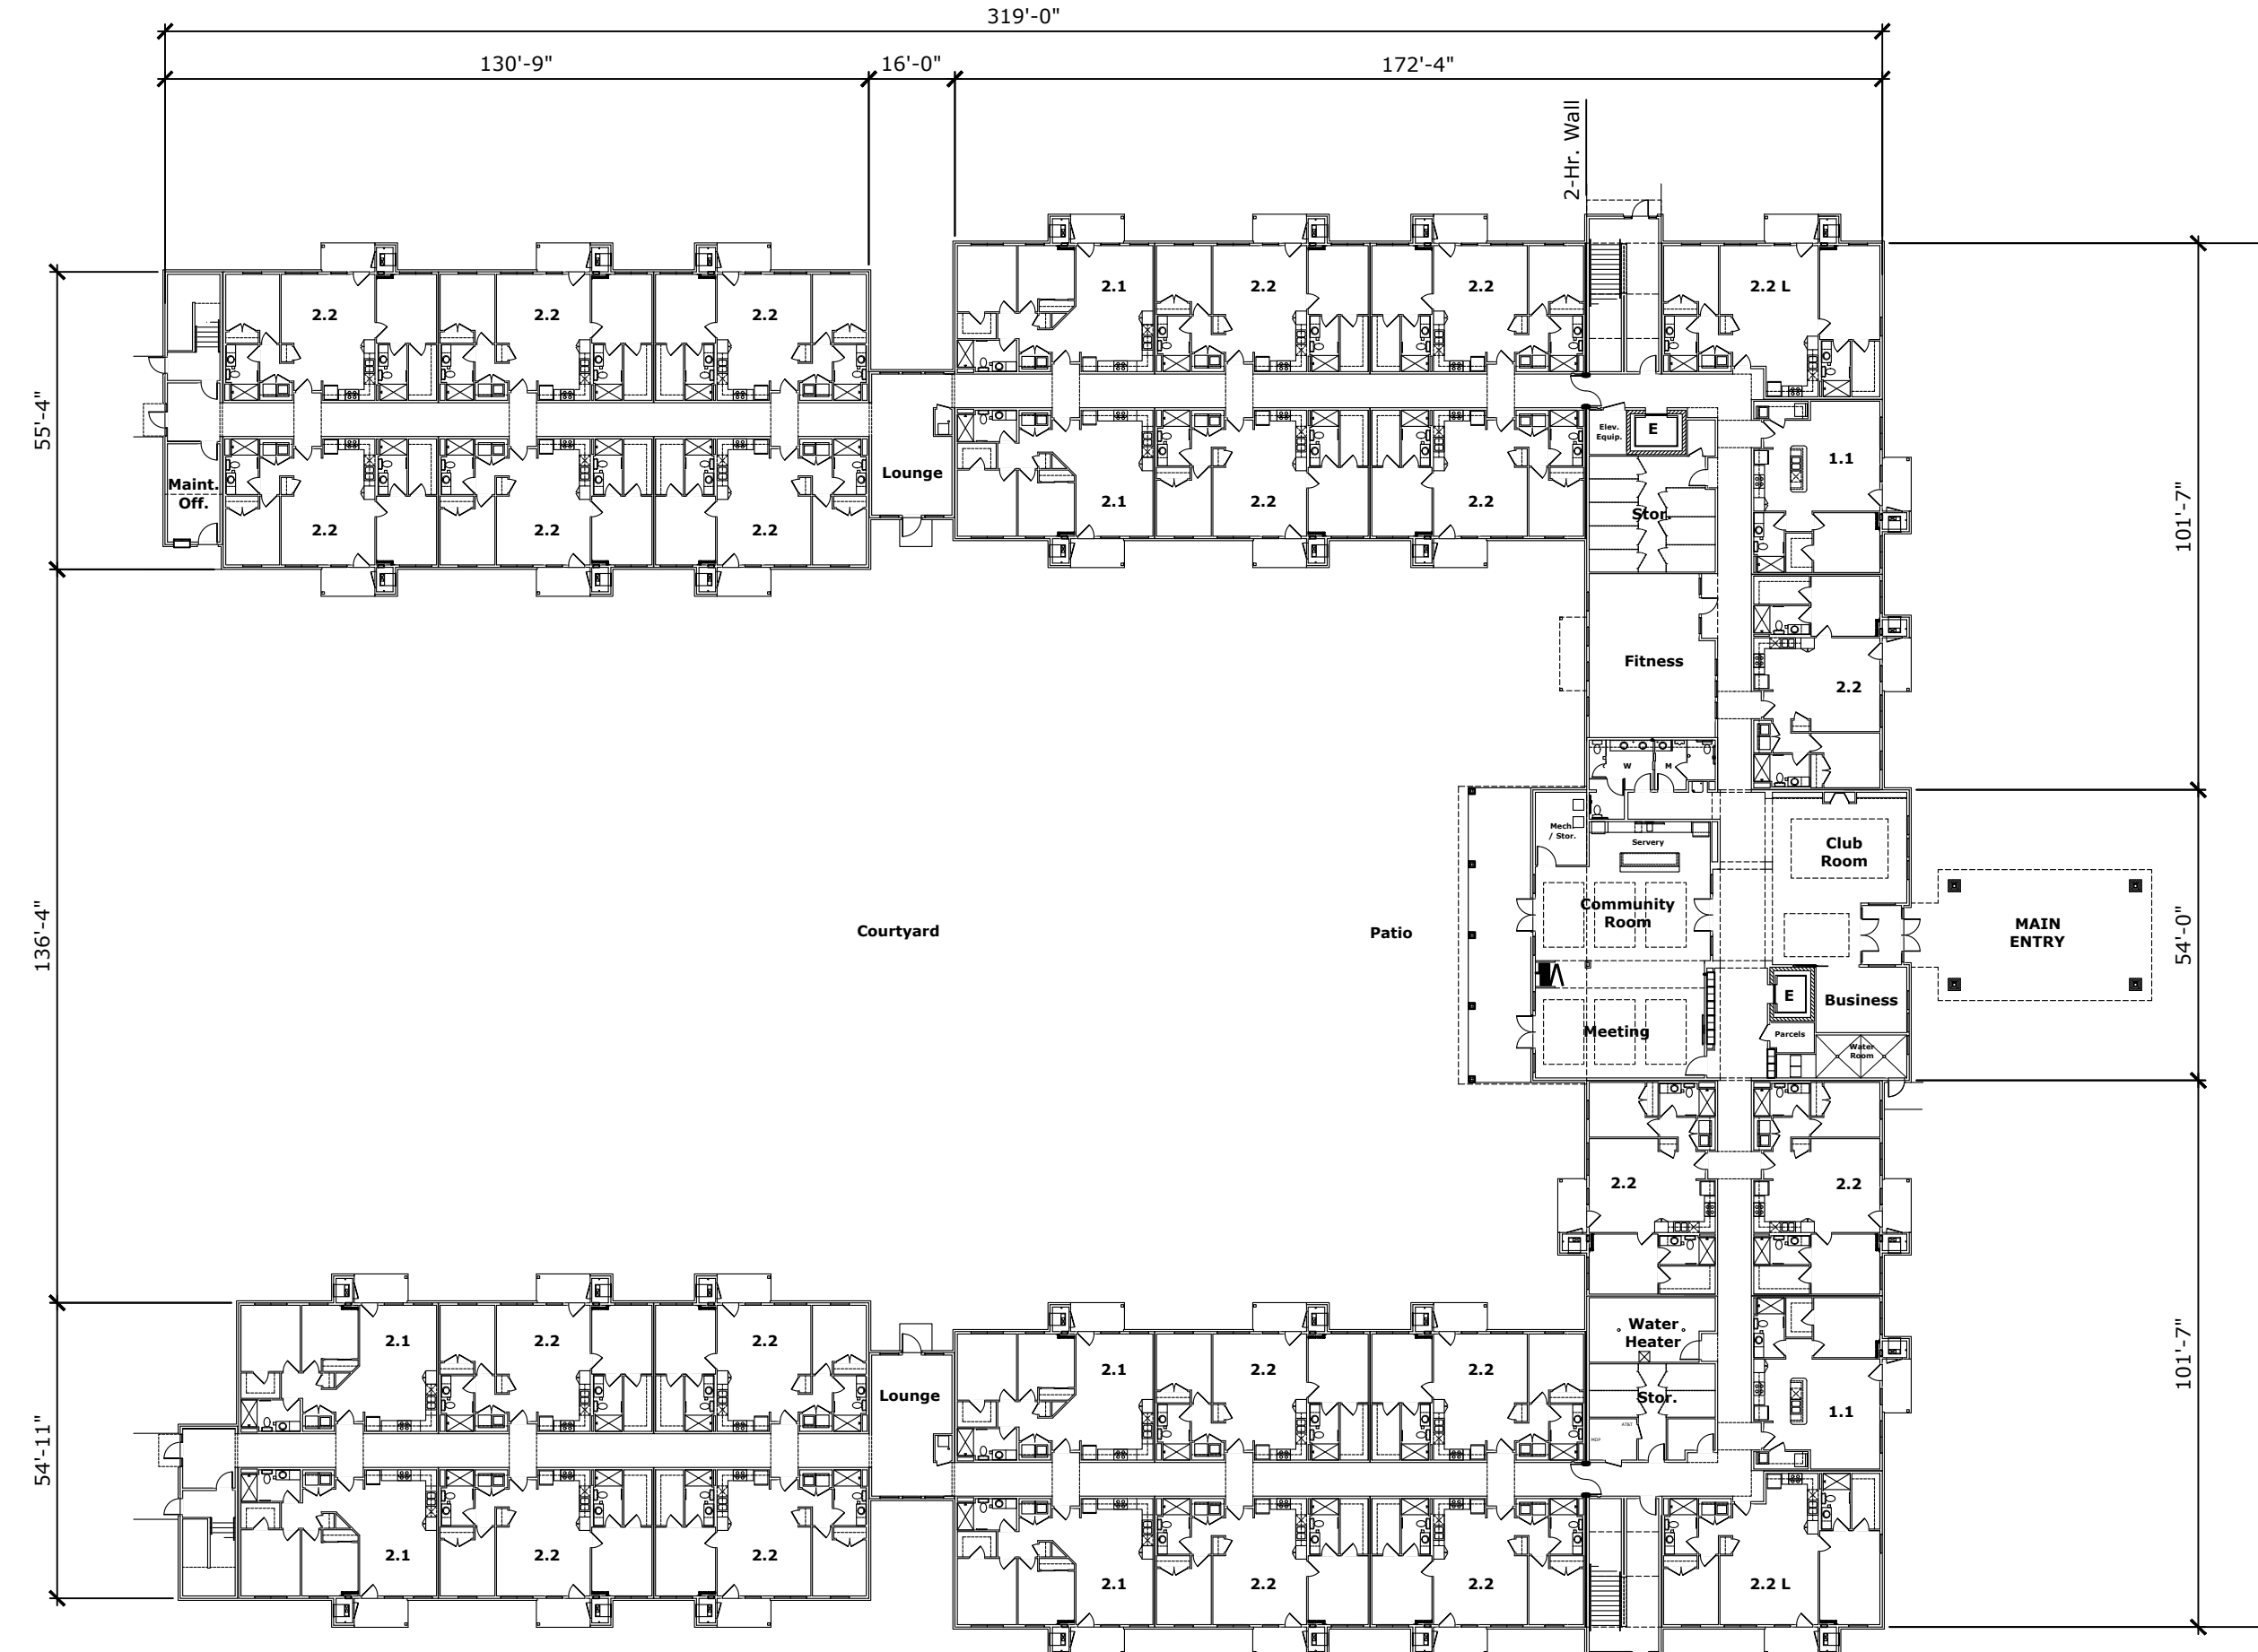 319'-0"
130'-9"
16'-0"
172'-4"
2-Hr. Wall
2.1
2.2
2.2
2.2 L
2.2
2.2
2.2
55'-4"
Elev.
Equip.
E
1.1
Lounge
Maint.
Off.
2.1
2.2
2.2
Stor.
101'-7"
2.2
2.2
2.2
Fitness
2.2
W
M
Mech.
/ Stor.
Servery
Club
Room
Community
Room
Courtyard
Patio
MAIN
ENTRY
136'-4"
54'-0"
E
Business
Meeting
Parcels
Water
Room
2.2
2.2
Water
Heater
2.1
2.2
2.2
2.1
2.2
2.2
101'-7"
Lounge
Stor.
1.1
AT&T
MDF
54'-11"
2.1
2.2
2.2
2.1
2.2
2.2
2.2 L